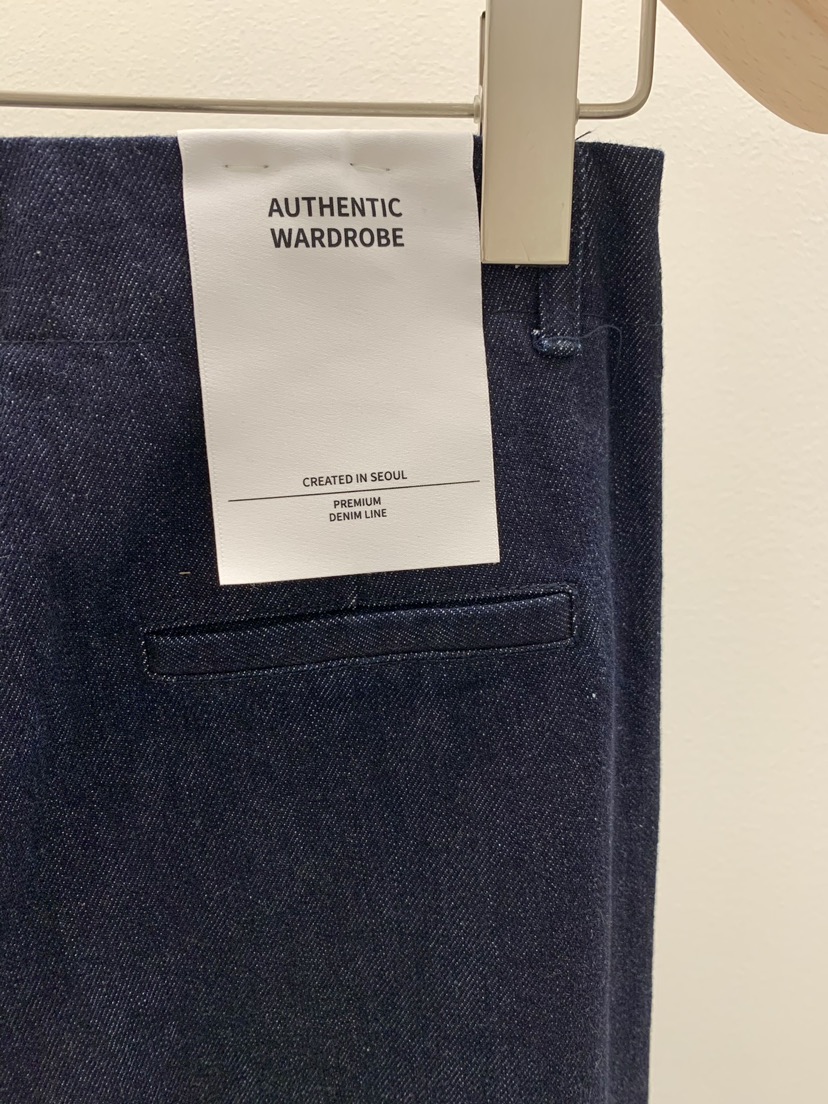 AUTHENTIC
WARDROBE
CREATED IN SEOUL
PREMIUM
DENIM LINE